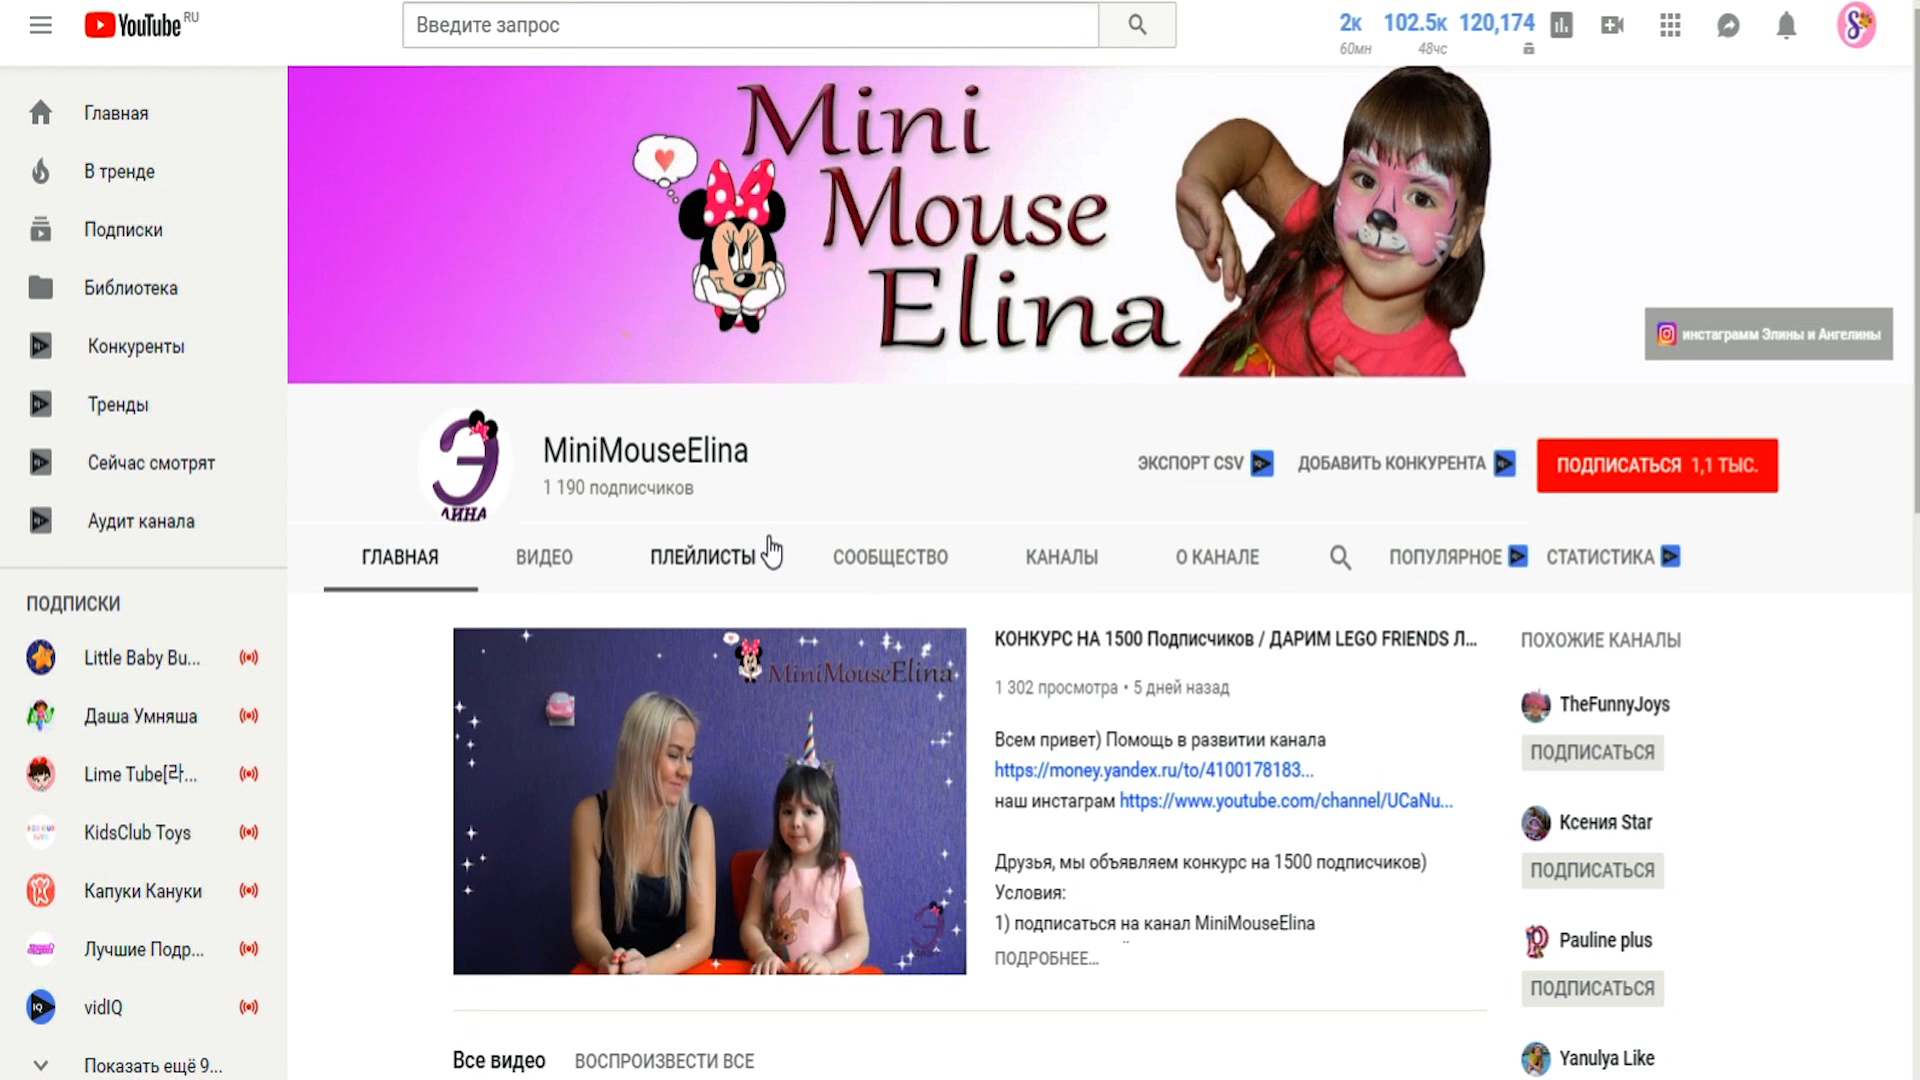 YouTube RU
Введите запрос
2к 102.5к 120,174
60мн 48чс
Главная
В тренде
Подписки
Библиотека
Конкуренты
Тренды
Сейчас смотрят
Аудит канала
ПОДПИСКИ
Little Baby Bu...
Даша Умняша
Lime Tube[라...
KidsClub Toys
Капуки Кануки
Лучшие Подр...
vidIQ
Показать ещё 9...
Mini
Mouse
Elina
инстаграмм Элины и Ангелины
Э
ЛИНА
MiniMouseElina
1 190 подписчиков
ЭКСПОРТ CSV
ДОБАВИТЬ КОНКУРЕНТА
ПОДПИСАТЬСЯ 1,1 ТЫС.
ГЛАВНАЯ ВИДЕО ПЛЕЙЛИСТЫ СООБЩЕСТВО КАНАЛЫ О КАНАЛЕ ПОПУЛЯРНОЕ СТАТИСТИКА
MiniMouseElina
КОНКУРС НА 1500 Подписчиков / ДАРИМ LEGO FRIENDS Л...
1 302 просмотра • 5 дней назад
Всем привет) Помощь в развитии канала
https://money.yandex.ru/to/4100178183...
наш инстаграм https://www.youtube.com/channel/UCaNu...
Друзья, мы объявляем конкурс на 1500 подписчиков)
Условия:
1) подписаться на канал MiniMouseElina
ПОДРОБНЕЕ...
ПОХОЖИЕ КАНАЛЫ
TheFunnyJoys
ПОДПИСАТЬСЯ
Ксения Star
ПОДПИСАТЬСЯ
Pauline plus
ПОДПИСАТЬСЯ
Yanulya Like
Все видео ВОСПРОИЗВЕСТИ ВСЕ